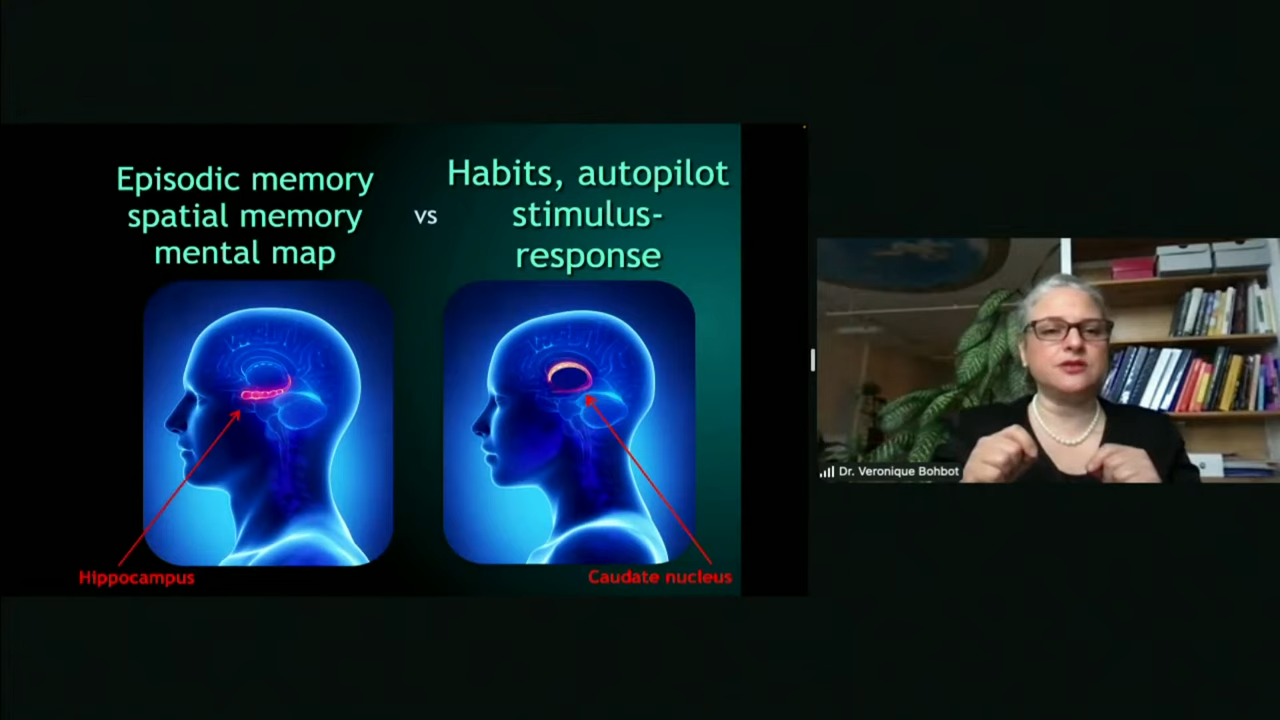 Episodic memory
spatial memory
mental map
vs
Habits, autopilot
stimulus-
response
Hippocampus
Caudate nucleus
Dr. Veronique Bohbot